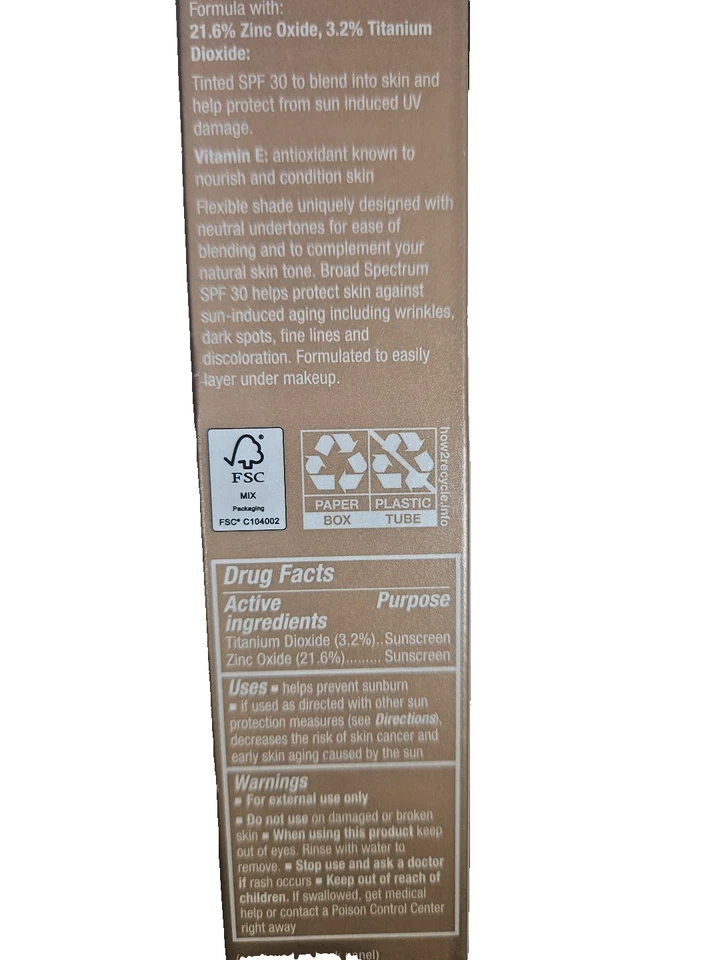 Formula with:
21.6% Zinc Oxide, 3.2% Titanium
Dioxide:
Tinted SPF 30 to blend into skin and
help protect from sun induced UV
damage.
Vitamin E: antioxidant known to
nourish and condition skin
Flexible shade uniquely designed with
neutral undertones for ease of
blending and to complement your
natural skin tone. Broad Spectrum
SPF 30 helps protect skin against
sun-induced aging including wrinkles,
dark spots, fine lines and
discoloration. Formulated to easily
layer under makeup.
FSC
MIX
Packaging
FSC® C104002
PAPER
BOX
PLASTIC
TUBE
how2recycle.info
Drug Facts
Active Purpose
ingredients
Titanium Dioxide (3.2%)..Sunscreen
Zinc Oxide (21.6%)......... Sunscreen
Uses ■ helps prevent sunburn
■ if used as directed with other sun
protection measures (see Directions),
decreases the risk of skin cancer and
early skin aging caused by the sun
Warnings
■ For external use only
■ Do not use on damaged or broken
skin ■ When using this product keep
out of eyes. Rinse with water to
remove. ■ Stop use and ask a doctor
if rash occurs ■ Keep out of reach of
children. If swallowed, get medical
help or contact a Poison Control Center
right away